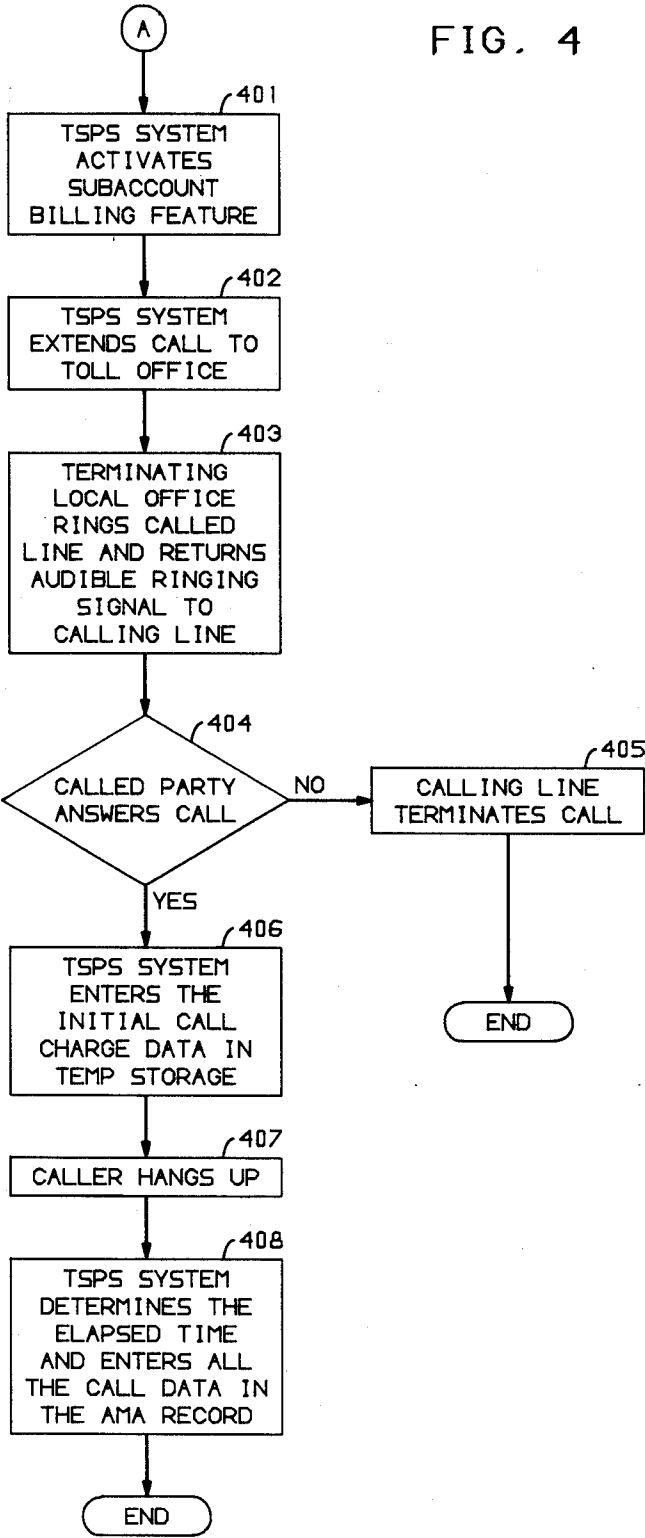 A
FIG. 4
401
TSPS SYSTEM
ACTIVATES
SUBACCOUNT
BILLING FEATURE
402
TSPS SYSTEM
EXTENDS CALL TO
TOLL OFFICE
403
TERMINATING
LOCAL OFFICE
RINGS CALLED
LINE AND RETURNS
AUDIBLE RINGING
SIGNAL TO
CALLING LINE
404
CALLED PARTY
ANSWERS CALL
NO
405
CALLING LINE
TERMINATES CALL
END
YES
406
TSPS SYSTEM
ENTERS THE
INITIAL CALL
CHARGE DATA IN
TEMP STORAGE
407
CALLER HANGS UP
408
TSPS SYSTEM
DETERMINES THE
ELAPSED TIME
AND ENTERS ALL
THE CALL DATA IN
THE AMA RECORD
END